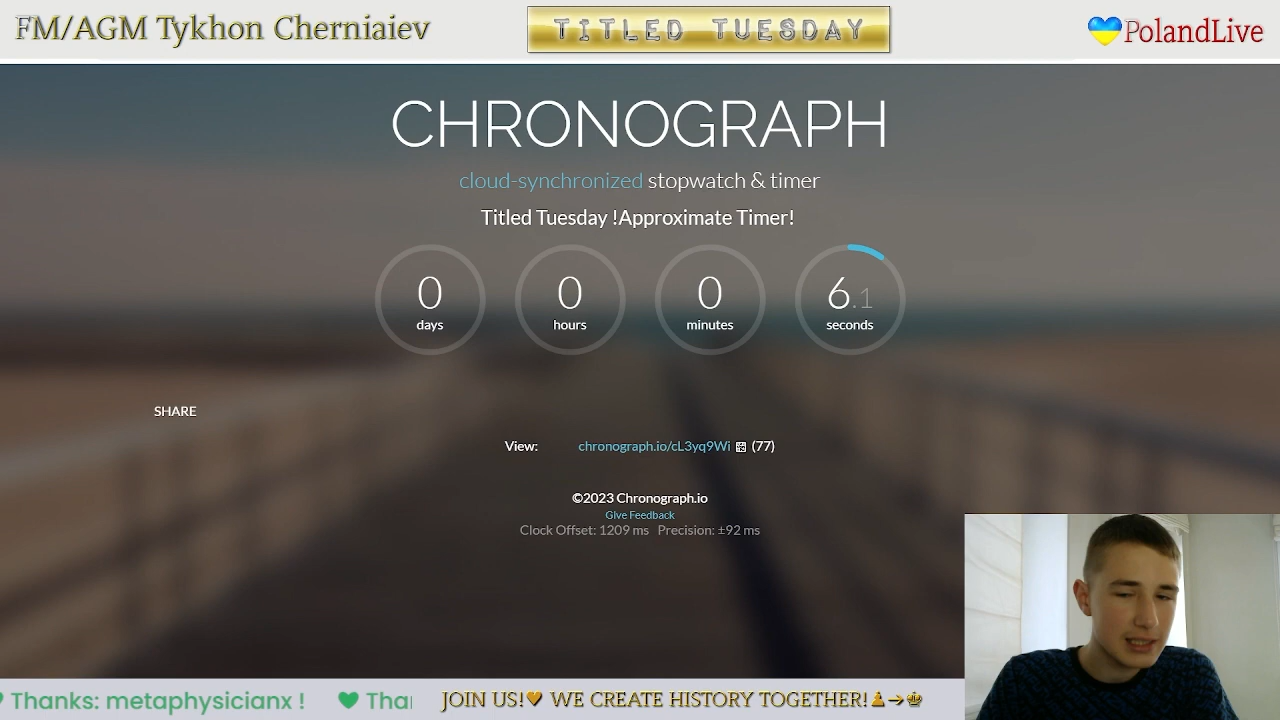 FM/AGM Tykhon Cherniaiev
TITLED TUESDAY
PolandLive
CHRONOGRAPH
cloud-synchronized stopwatch & timer
Titled Tuesday !Approximate Timer!
0 0 0 6.1
days hours minutes seconds
SHARE
View: chronograph.io/cL3yq9Wi (77)
©2023 Chronograph.io
Give Feedback
Clock Offset: 1209 ms Precision: ±92 ms
Thanks: metaphysicianx !
JOIN US!🧡 WE CREATE HISTORY TOGETHER!♟➔♚